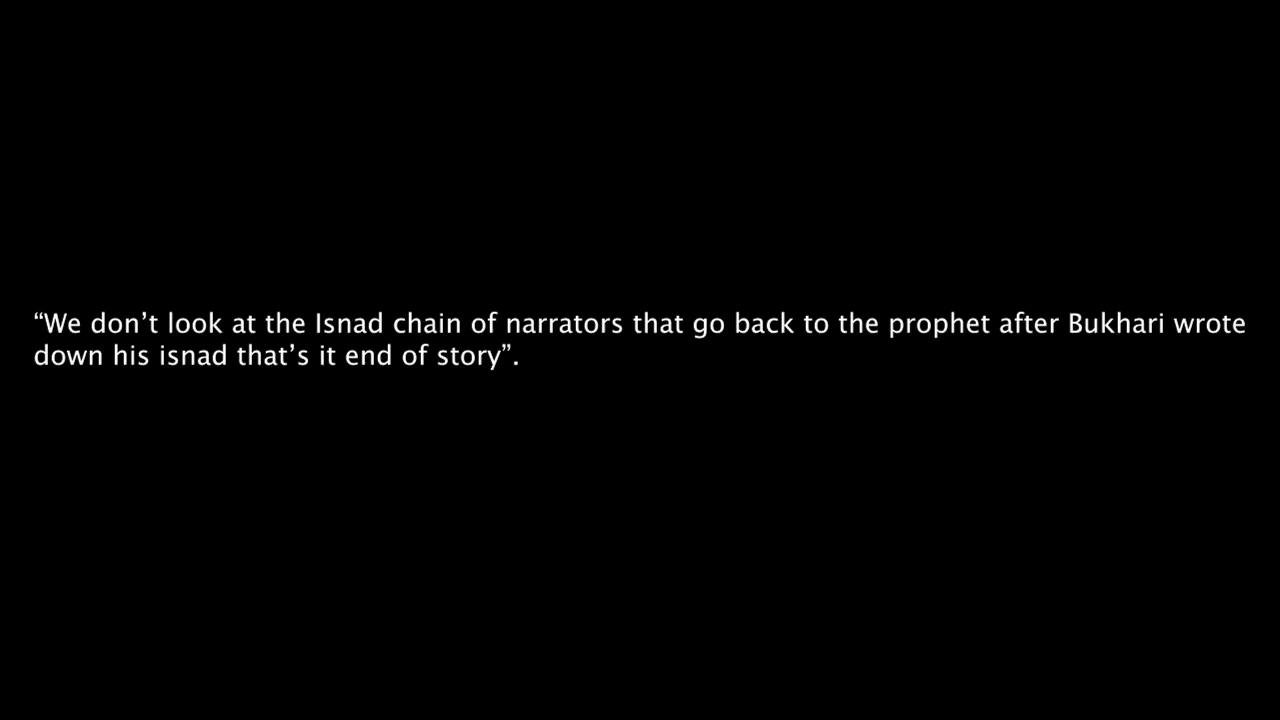 “We don’t look at the Isnad chain of narrators that go back to the prophet after Bukhari wrote
down his isnad that’s it end of story”.